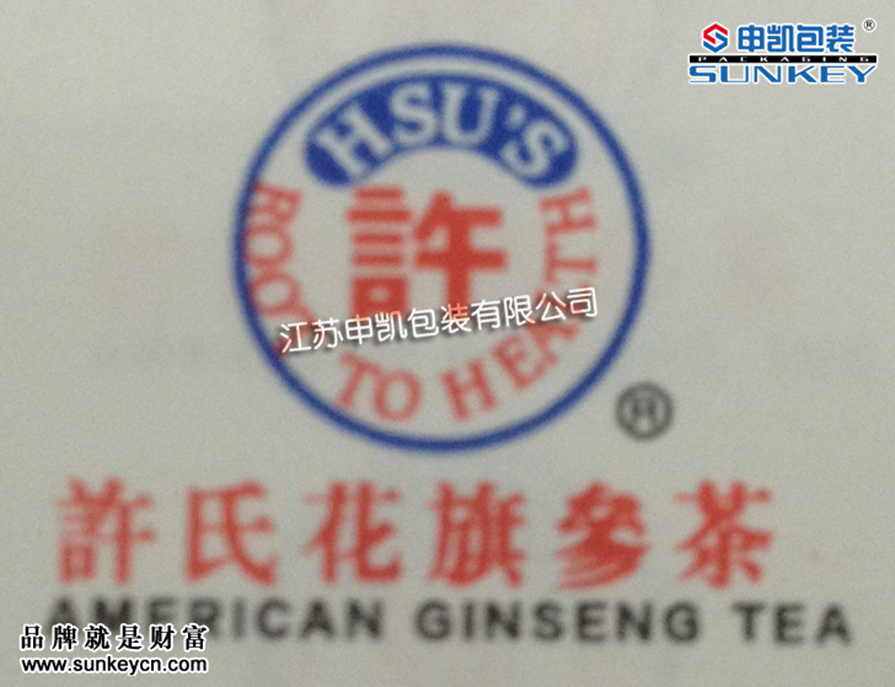 申凯包装®
PACKAGING
SUNKEY
HSU'S
許
ROOT TO HEALTH
江苏申凯包装有限公司
®
許氏花旗參茶
AMERICAN GINSENG TEA
品牌就是财富
www.sunkeycn.com